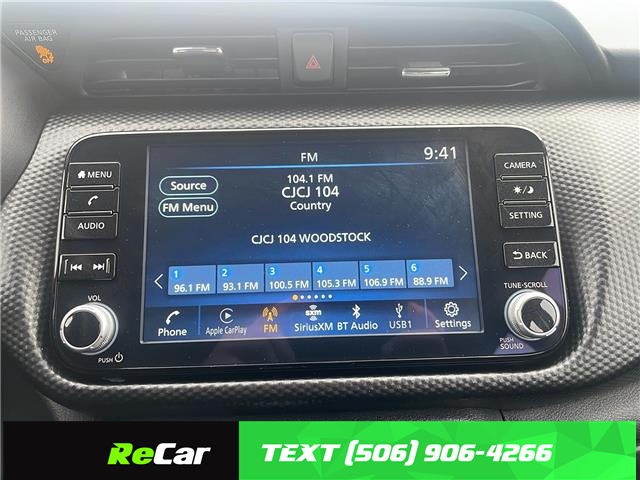 PASSENGER
AIR BAG
FM
9:41
MENU
Source
FM Menu
104.1 FM
CJCJ 104
Country
CAMERA
AUDIO
SETTING
CJCJ 104 WOODSTOCK
BACK
1 2 3 4 5 6
96.1 FM 93.1 FM 100.5 FM 105.3 FM 106.9 FM 88.9 FM
VOL
TUNE·SCROLL
sxm
Phone Apple CarPlay FM SiriusXM BT Audio USB1 Settings
PUSH
PUSH
SOUND
ReCar
TEXT (506) 906-4266